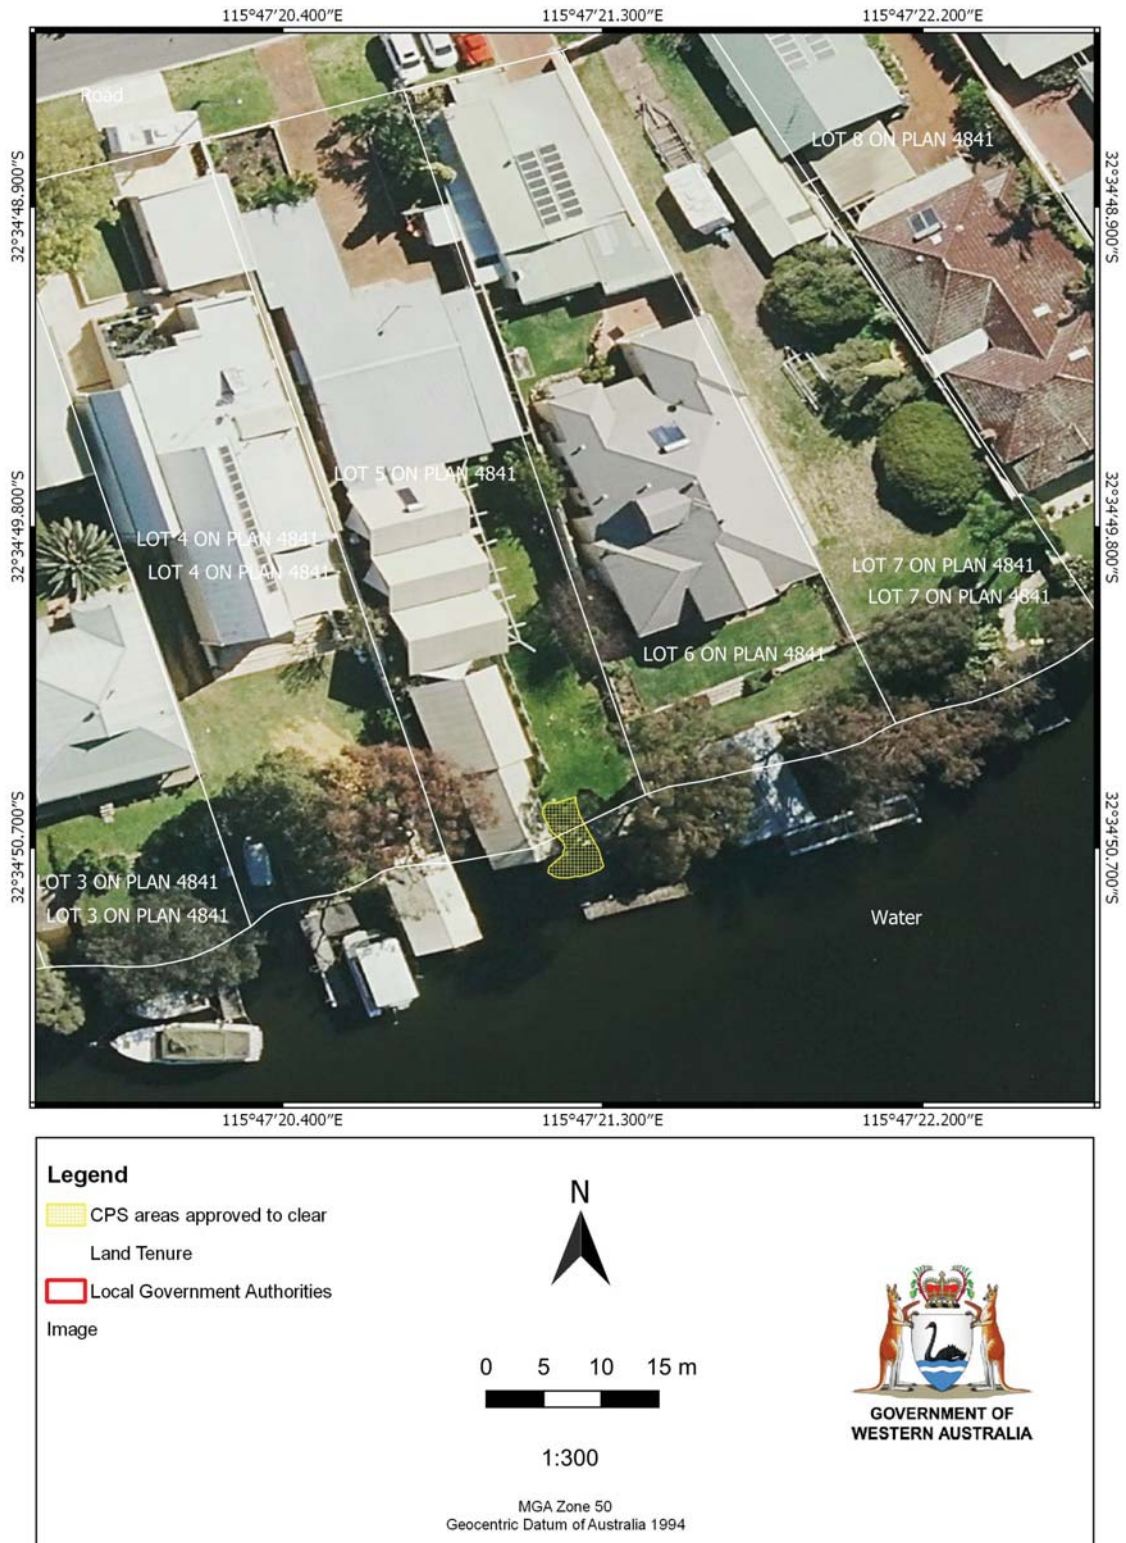 115°47'20.400"E 115°47'21.300"E 115°47'22.200"E
Road
LOT 8 ON PLAN 4841
32°34'48.900"S
32°34'48.900"S
LOT 5 ON PLAN 4841
32°34'49.800"S
32°34'49.800"S
LOT 4 ON PLAN 4841
LOT 4 ON PLAN 4841
LOT 7 ON PLAN 4841
LOT 7 ON PLAN 4841
LOT 6 ON PLAN 4841
32°34'50.700"S
32°34'50.700"S
LOT 3 ON PLAN 4841
LOT 3 ON PLAN 4841
Water
115°47'20.400"E 115°47'21.300"E 115°47'22.200"E
Legend
CPS areas approved to clear
Land Tenure
Local Government Authorities
Image
N
0 5 10 15 m
1:300
MGA Zone 50
Geocentric Datum of Australia 1994
GOVERNMENT OF
WESTERN AUSTRALIA